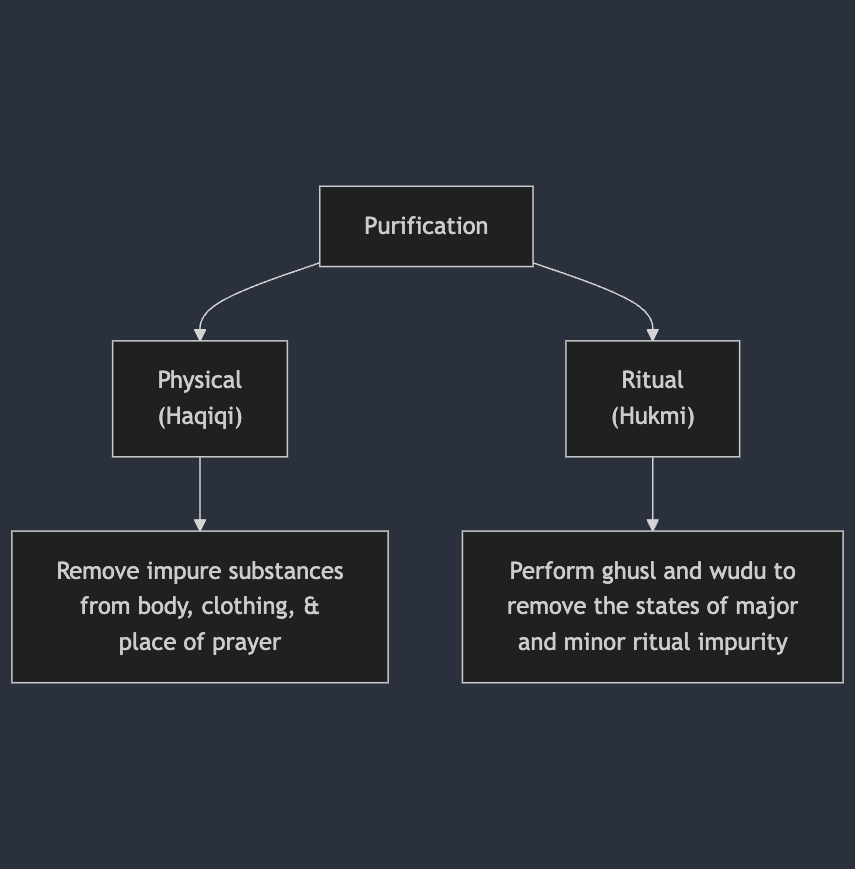 Purification
Physical
(Haqiqi)
Ritual
(Hukmi)
Remove impure substances
from body, clothing, &
place of prayer
Perform ghusl and wudu to
remove the states of major
and minor ritual impurity